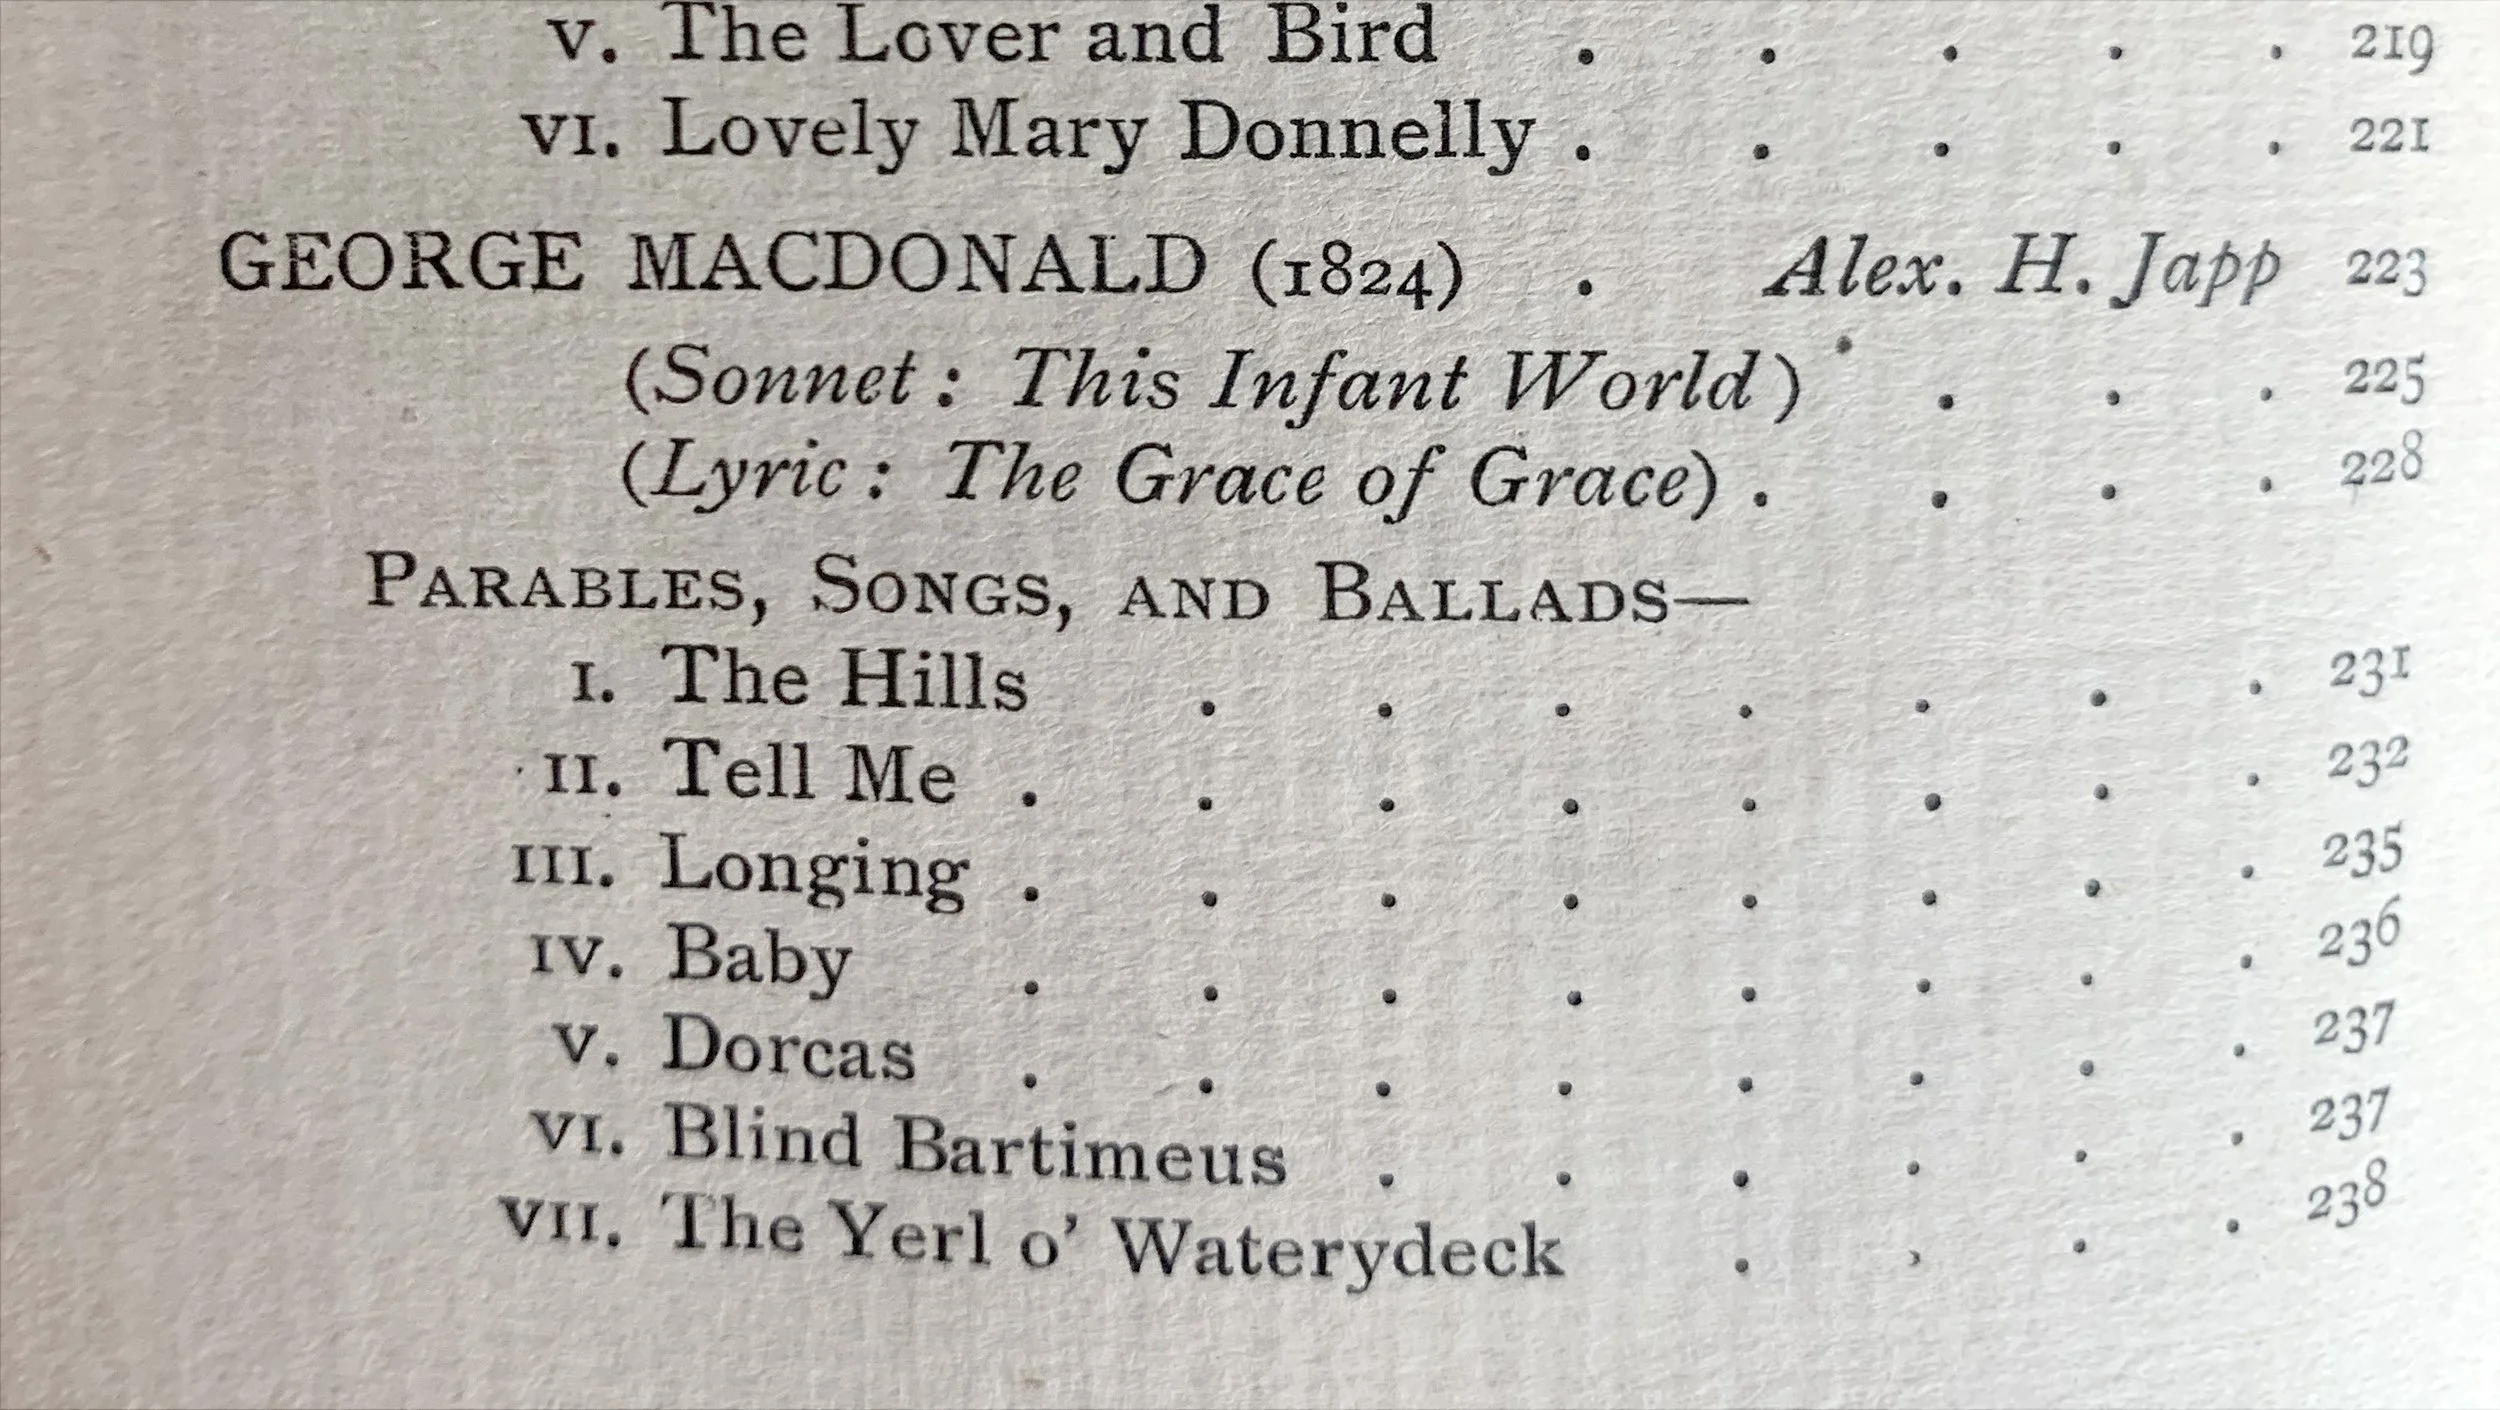 v. The Lover and Bird . . . . . 219
vi. Lovely Mary Donnelly . . . . . 221
GEORGE MACDONALD (1824) . Alex. H. Japp 223
(Sonnet: This Infant World) . . . . 225
(Lyric: The Grace of Grace) . . . . 228
Parables, Songs, and Ballads—
i. The Hills . . . . . . . 231
ii. Tell Me . . . . . . . . 232
iii. Longing . . . . . . . . 235
iv. Baby . . . . . . . . 236
v. Dorcas . . . . . . . . 237
vi. Blind Bartimeus . . . . . . 237
vii. The Yerl o' Waterydeck . . . . 238